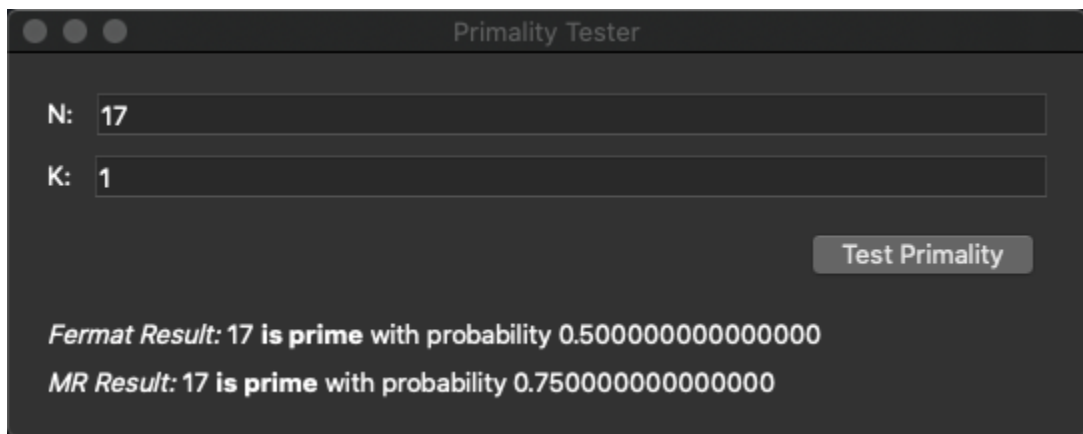 Primality Tester
N: 17
K: 1
Test Primality
Fermat Result: 17 is prime with probability 0.500000000000000
MR Result: 17 is prime with probability 0.750000000000000